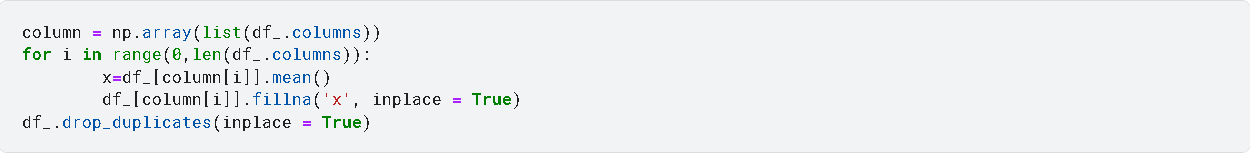 column = np.array(list(df_.columns))
for i in range(0,len(df_.columns)):
        x=df_[column[i]].mean()
        df_[column[i]].fillna('x', inplace = True)
df_.drop_duplicates(inplace = True)